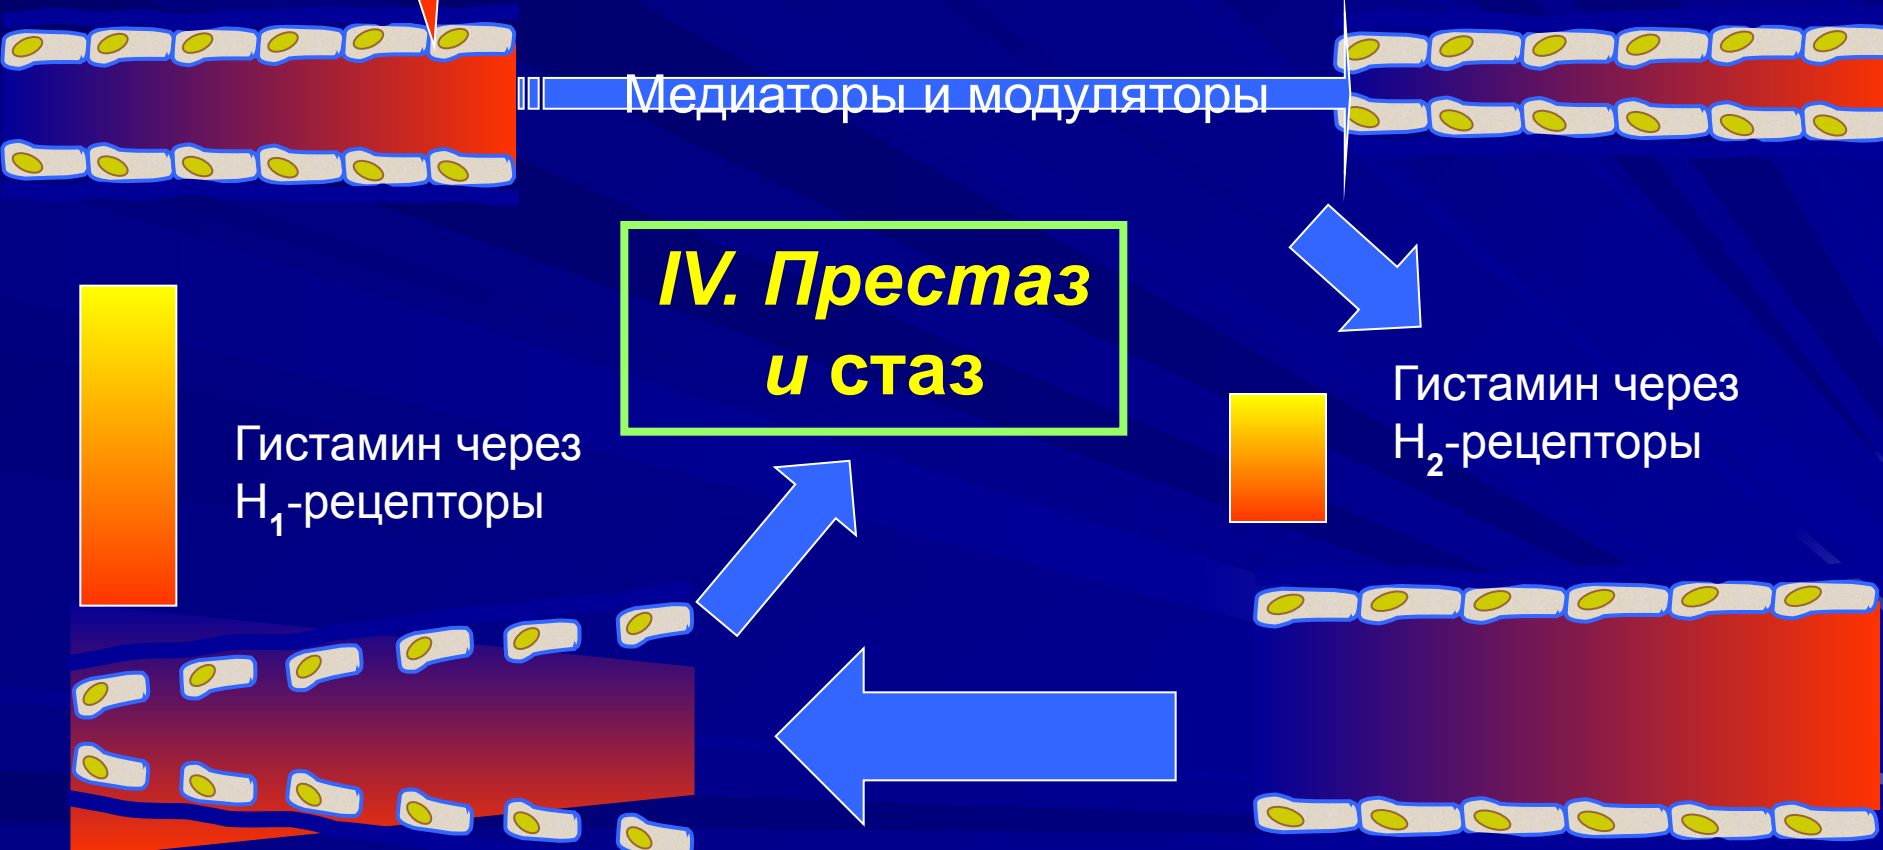 Медиаторы и модуляторы
IV. Престаз
и стаз
Гистамин через
H2-рецепторы
Гистамин через
H1-рецепторы